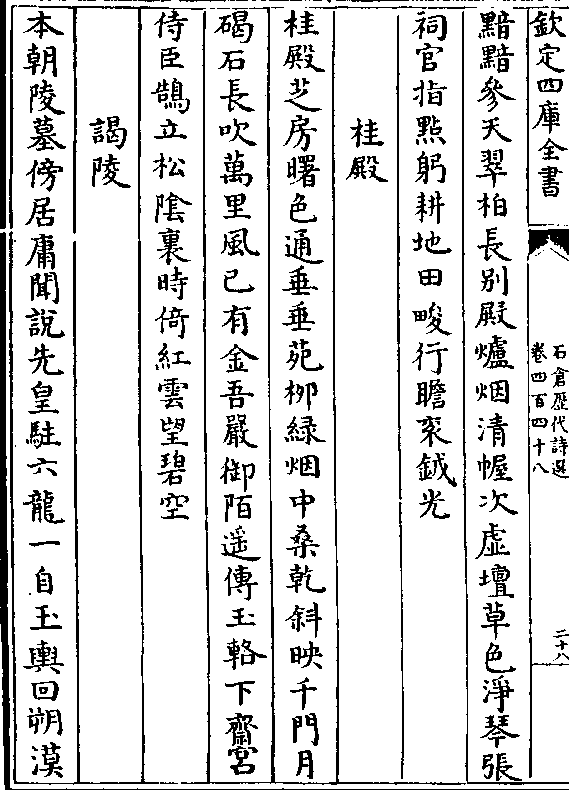 欽定四庫全書
石倉歷代詩選
卷四百四十八
二十八
黯黯參天翠柏長别殿爐烟清幄次虛壇草色淨琴張
祠官指點躬耕地田畯行瞻衮鉞光
桂殿
桂殿芝房曙色通垂垂苑栁緑烟中桑乾斜映千門月
碣石長吹萬里風已有金吾嚴御陌遥傳玉輅下齋宫
侍臣鵠立松隂裏時倚紅雲望碧空
謁陵
本朝陵墓傍居庸聞說先皇駐六龍一自玉輿回朔漠